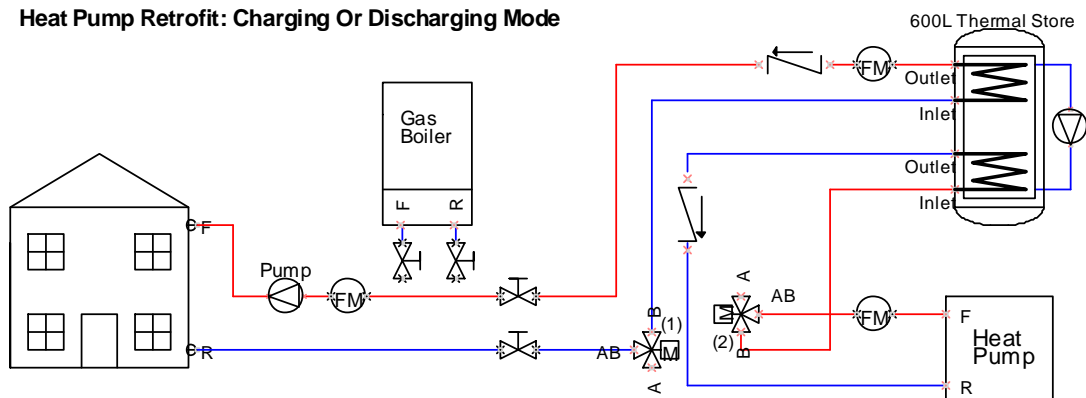 Heat Pump Retrofit: Charging Or Discharging Mode
600L Thermal Store
FM
Outlet
Gas
Boiler
Inlet
Outlet
F
R
Inlet
F
Pump
FM
A
AB
B
(1)
M
FM
F
(2)
Heat
Pump
R
AB
M
B
A
R